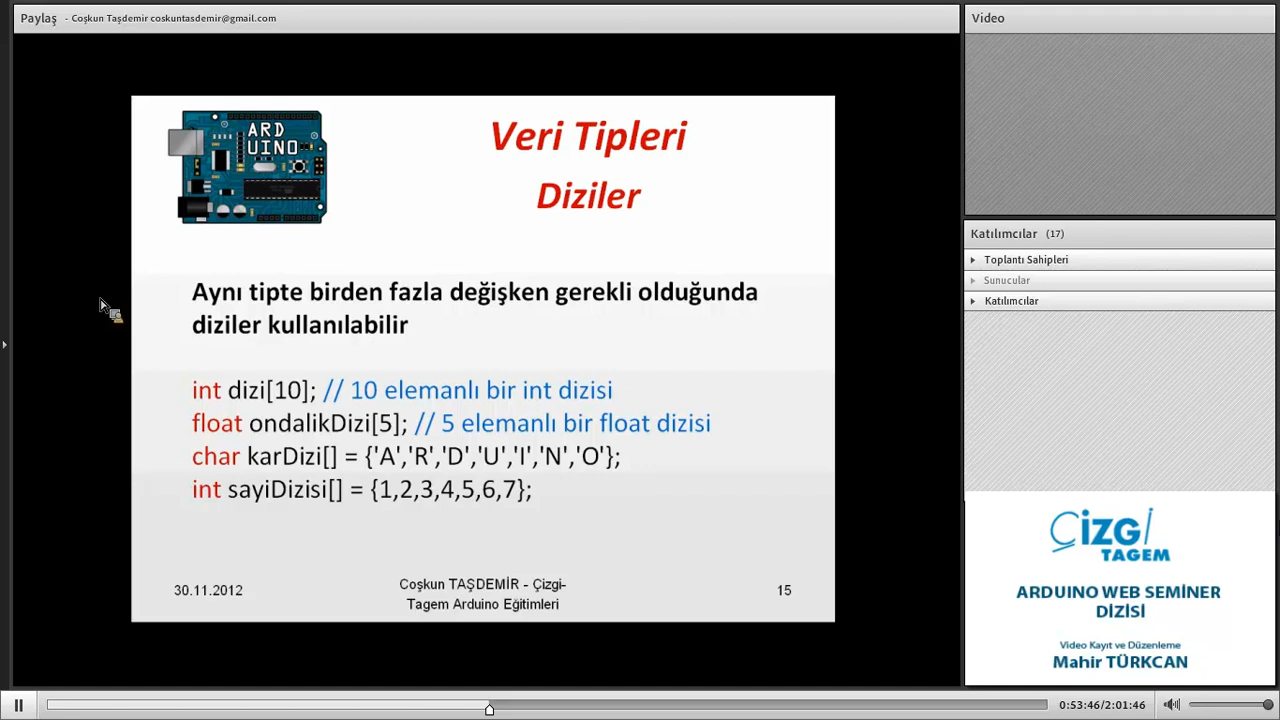 Paylaş - Coşkun Taşdemir coskuntasdemir@gmail.com
Video
ARD
UINO
Veri Tipleri
Diziler
Aynı tipte birden fazla değişken gerekli olduğunda
diziler kullanılabilir
int dizi[10]; // 10 elemanlı bir int dizisi
float ondalikDizi[5]; // 5 elemanlı bir float dizisi
char karDizi[] = {'A','R','D','U','I','N','O'};
int sayiDizisi[] = {1,2,3,4,5,6,7};
30.11.2012
Coşkun TAŞDEMİR - Çizgi-
Tagem Arduino Eğitimleri
15
Katılımcılar (17)
Toplantı Sahipleri
Sunucular
Katılımcılar
ÇİZGİ
TAGEM
ARDUINO WEB SEMİNER
DİZİSİ
Video Kayıt ve Düzenleme
Mahir TÜRKCAN
0:53:46/2:01:46